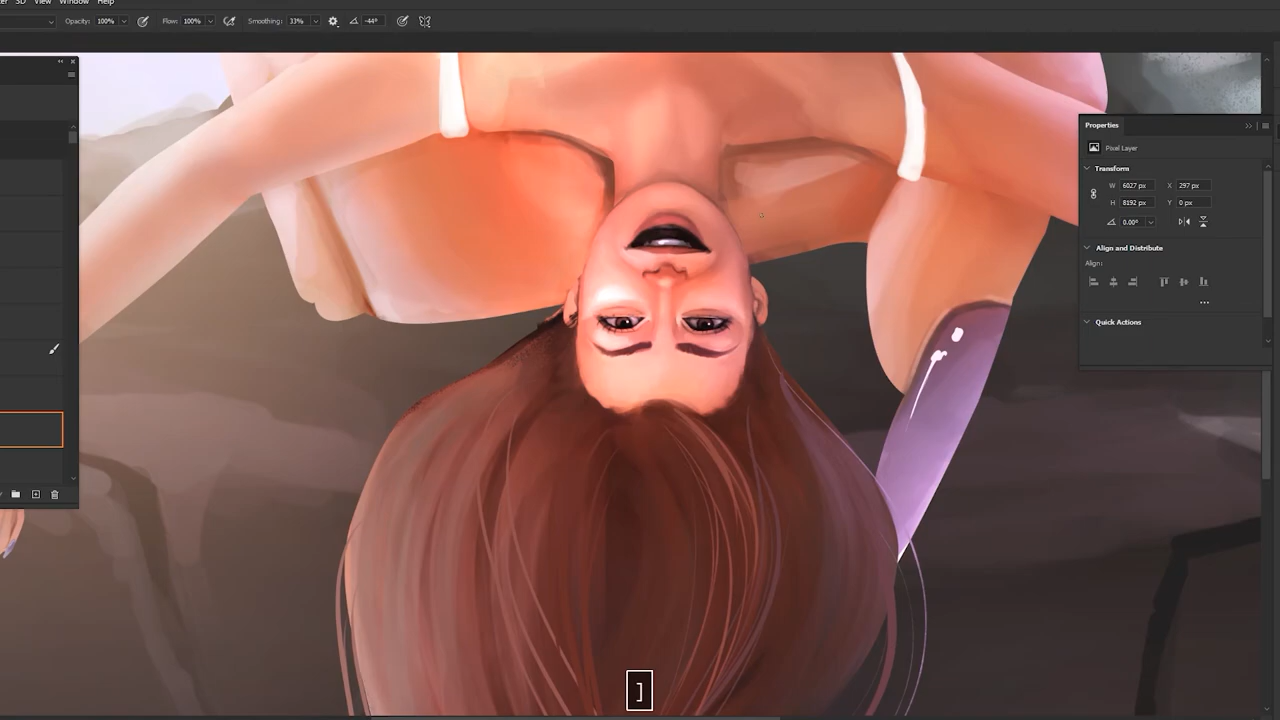 3D View Window Help
Opacity: 100% Flow: 100% Smoothing: 33% -44°
Properties
Pixel Layer
Transform
W 6027 px X 297 px
H 8192 px Y 0 px
0.00°
Align and Distribute
Align:
Quick Actions
]